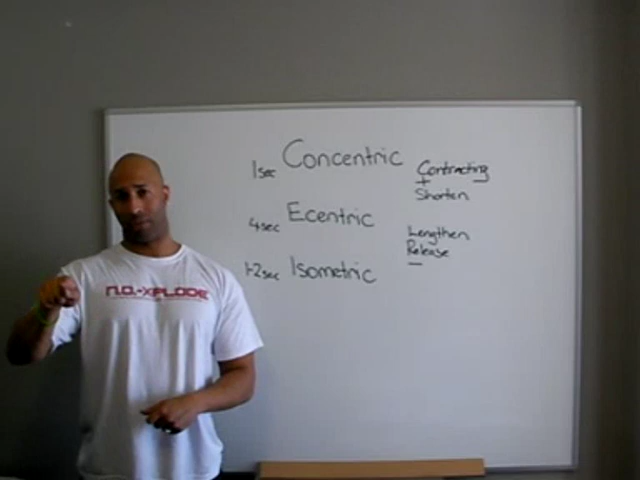 1sec Concentric Contracting
+
Shorten
4sec Ecentric Lengthen
Release
1-2sec Isometric
N.O.-XPLODE